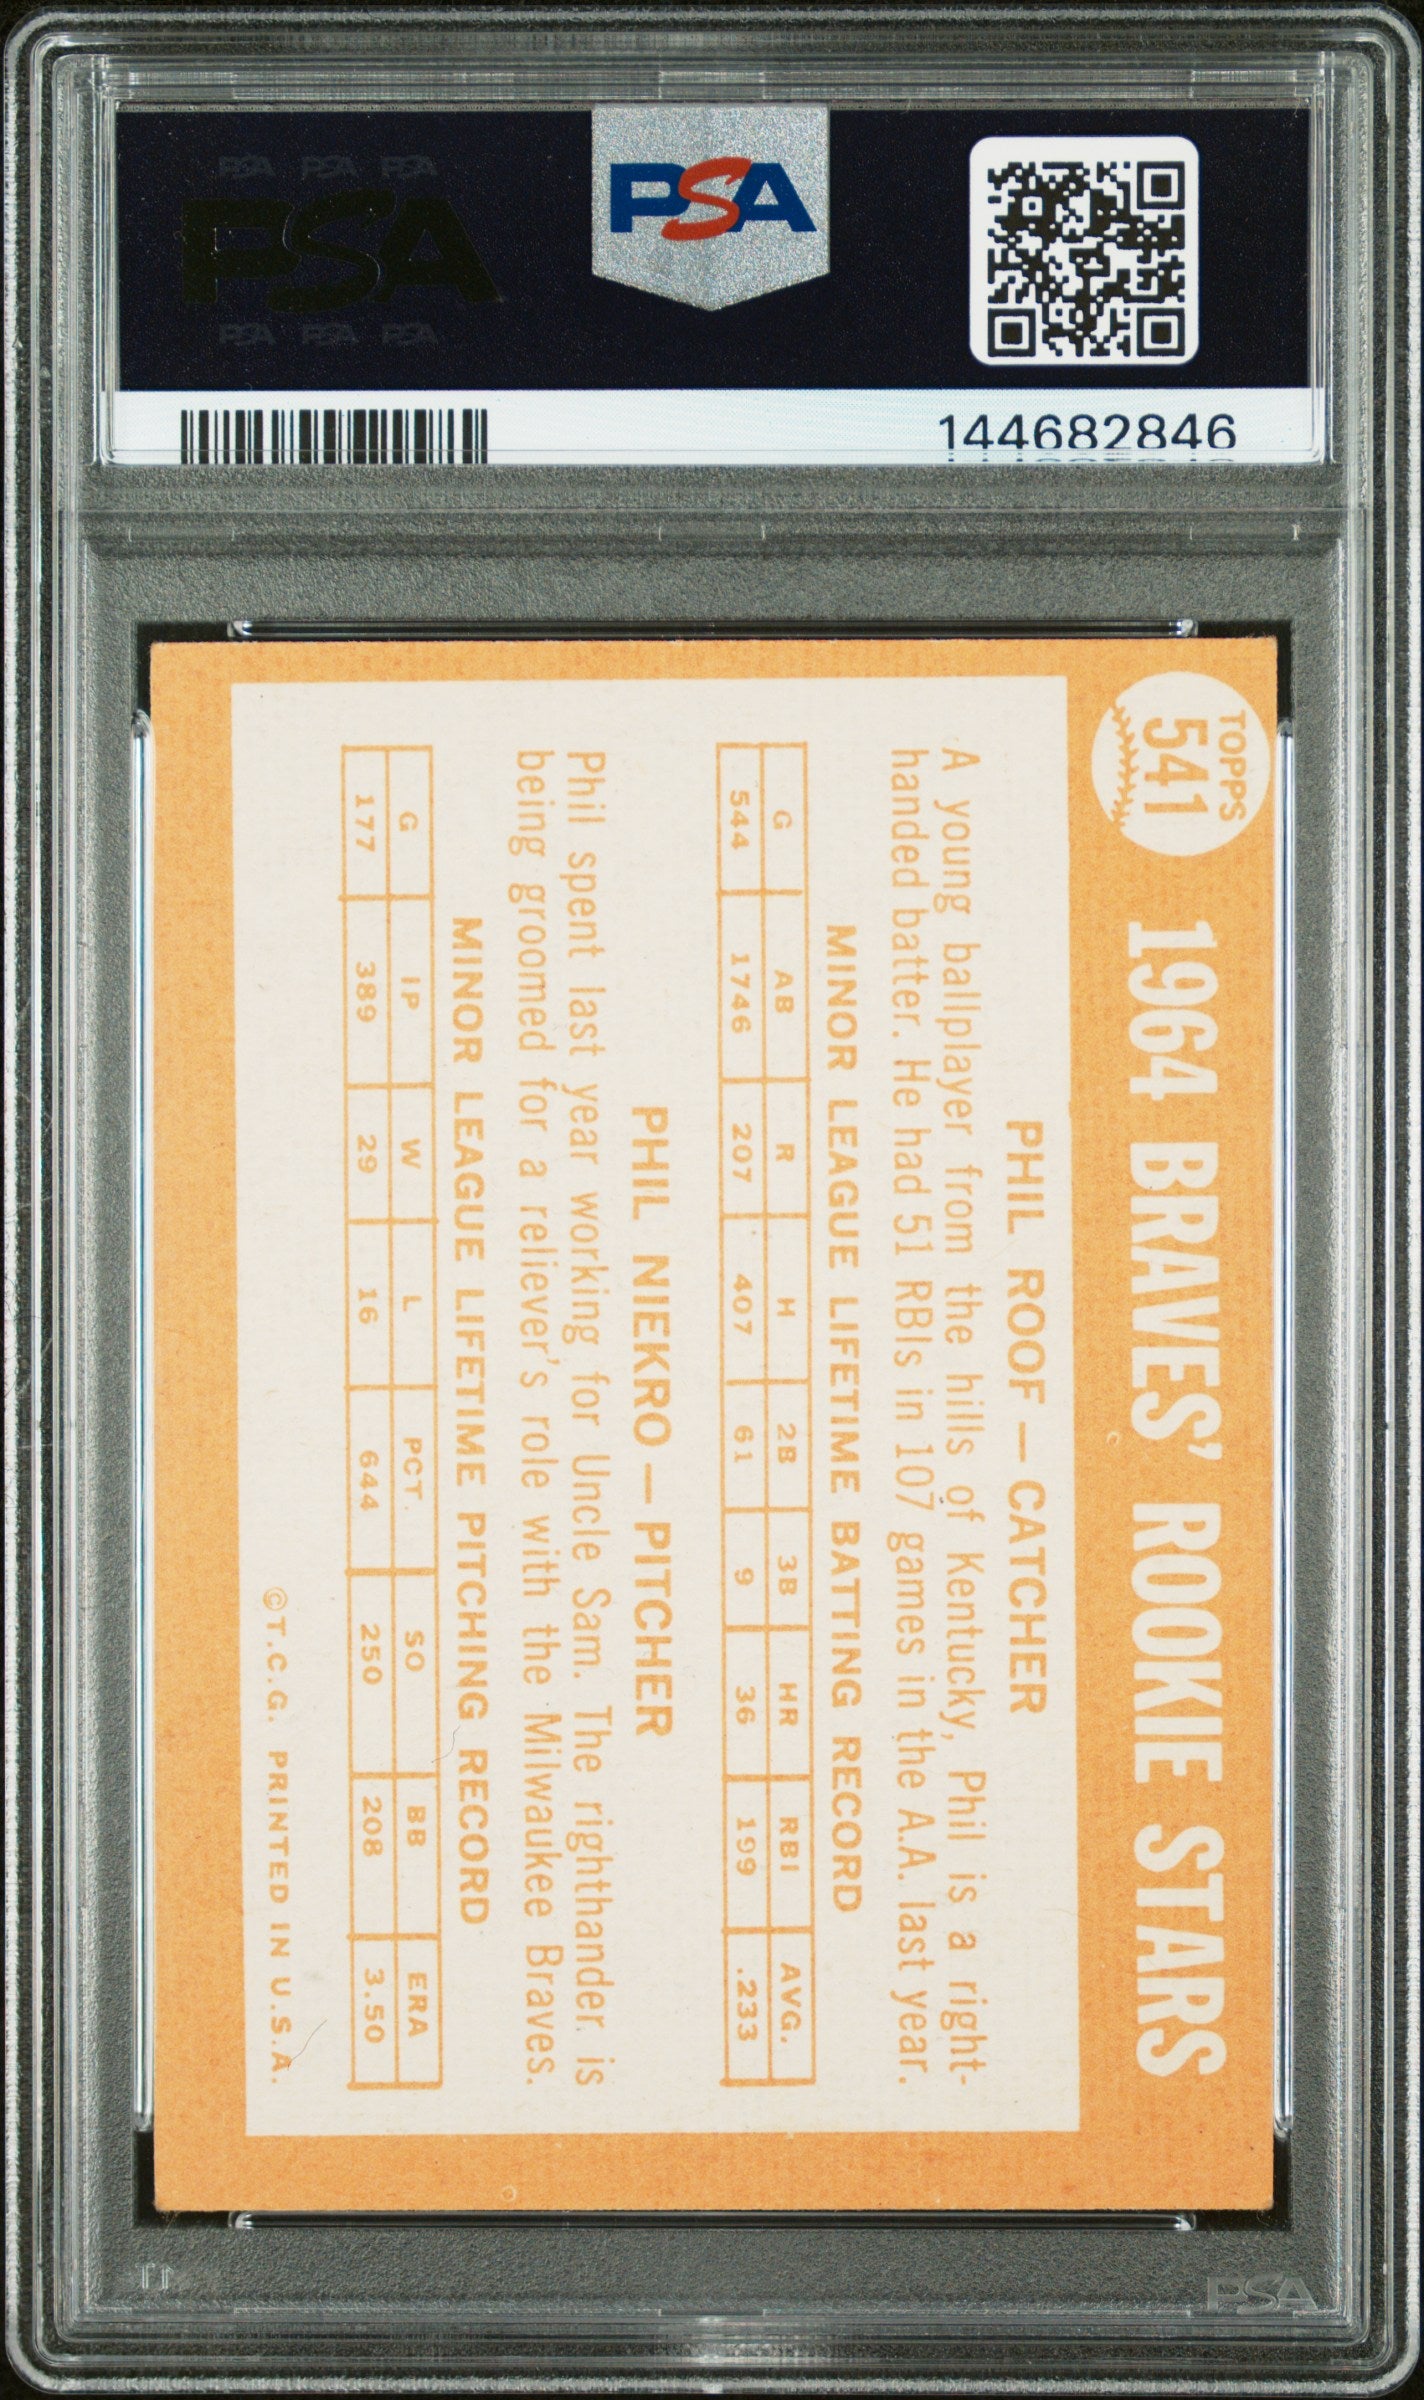 PSA PSA PSA
PSA
PSA PSA PSA
PSA
144682846
TOPPS
541
1964 BRAVES' ROOKIE STARS
PHIL ROOF — CATCHER
A young ballplayer from the hills of Kentucky, Phil is a right-
handed batter. He had 51 RBIs in 107 games in the A.A. last year.
MINOR LEAGUE LIFETIME BATTING RECORD
G AB R H 2B 3B HR RBI AVG.
544 1746 207 407 61 9 36 199 .233
PHIL NIEKRO — PITCHER
Phil spent last year working for Uncle Sam. The righthander is
being groomed for a reliever's role with the Milwaukee Braves.
MINOR LEAGUE LIFETIME PITCHING RECORD
G IP W L PCT. SO BB ERA
177 389 29 16 644 250 208 3.50
©T.C.G. PRINTED IN U.S.A.
PSA